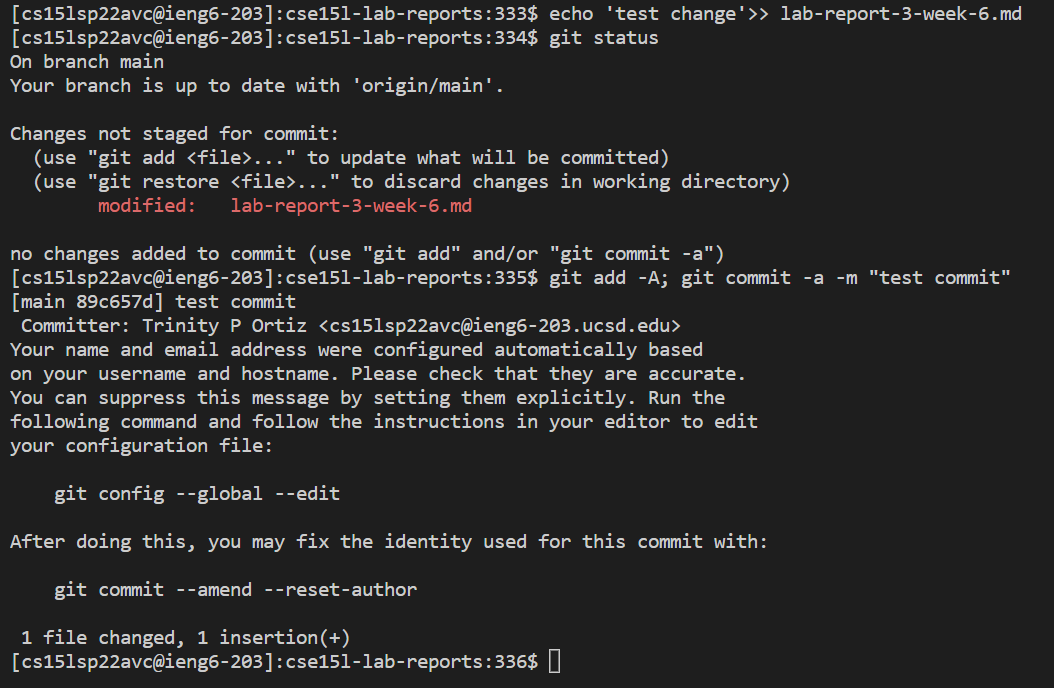 [cs15lsp22avc@ieng6-203]:cse15l-lab-reports:333$ echo 'test change'>> lab-report-3-week-6.md
[cs15lsp22avc@ieng6-203]:cse15l-lab-reports:334$ git status
On branch main
Your branch is up to date with 'origin/main'.

Changes not staged for commit:
  (use "git add <file>..." to update what will be committed)
  (use "git restore <file>..." to discard changes in working directory)
        modified:   lab-report-3-week-6.md

no changes added to commit (use "git add" and/or "git commit -a")
[cs15lsp22avc@ieng6-203]:cse15l-lab-reports:335$ git add -A; git commit -a -m "test commit"
[main 89c657d] test commit
 Committer: Trinity P Ortiz <cs15lsp22avc@ieng6-203.ucsd.edu>
Your name and email address were configured automatically based
on your username and hostname. Please check that they are accurate.
You can suppress this message by setting them explicitly. Run the
following command and follow the instructions in your editor to edit
your configuration file:

    git config --global --edit

After doing this, you may fix the identity used for this commit with:

    git commit --amend --reset-author

 1 file changed, 1 insertion(+)
[cs15lsp22avc@ieng6-203]:cse15l-lab-reports:336$